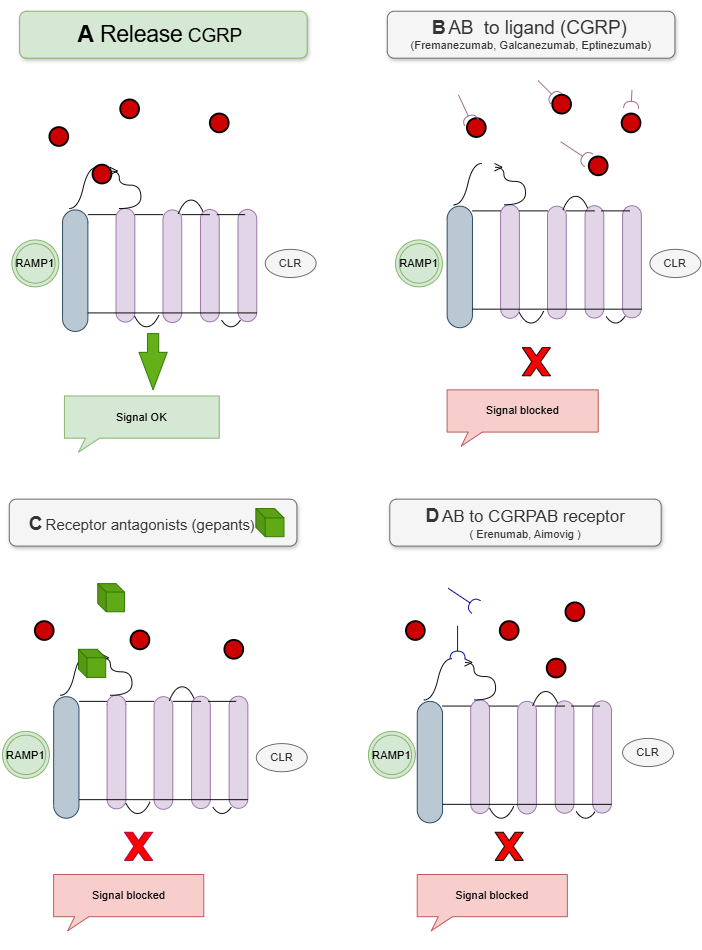 A Release CGRP
B AB to ligand (CGRP)
(Fremanezumab, Galcanezumab, Eptinezumab)
RAMP1
CLR
RAMP1
CLR
X
Signal OK
Signal blocked
C Receptor antagonists (gepants)
D AB to CGRPAB receptor
( Erenumab, Aimovig )
RAMP1
CLR
RAMP1
CLR
X
X
Signal blocked
Signal blocked